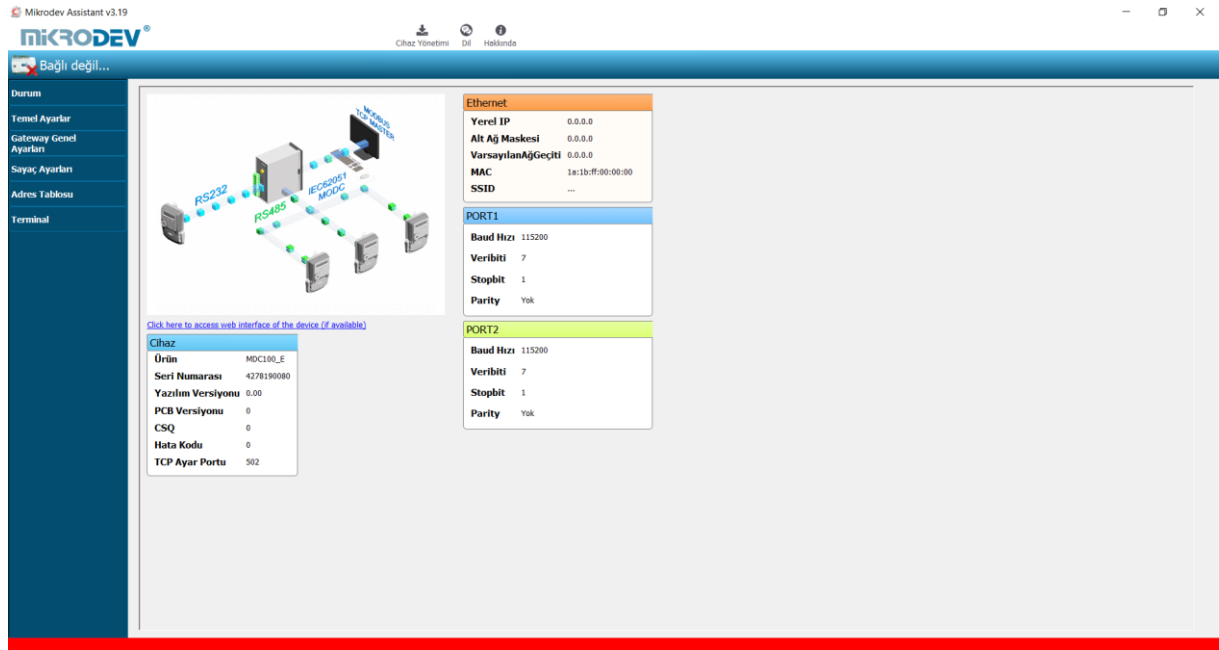 Mikrodev Assistant v3.19
MiKRODEV®
Cihaz Yönetimi
Dil
Hakkında
Bağlı değil...
Durum
Temel Ayarlar
Gateway Genel
Ayarları
Sayaç Ayarları
Adres Tablosu
Terminal
MODBUS
TCP MASTER
RS232
IEC62051
MODC
RS485
Click here to access web interface of the device (if available)
Cihaz
Ürün MDC100_E
Seri Numarası 4278190080
Yazılım Versiyonu 0.00
PCB Versiyonu 0
CSQ 0
Hata Kodu 0
TCP Ayar Portu 502
Ethernet
Yerel IP 0.0.0.0
Alt Ağ Maskesi 0.0.0.0
VarsayılanAğGeçiti 0.0.0.0
MAC 1a:1b:ff:00:00:00
SSID ...
PORT1
Baud Hızı 115200
Veribiti 7
Stopbit 1
Parity Yok
PORT2
Baud Hızı 115200
Veribiti 7
Stopbit 1
Parity Yok